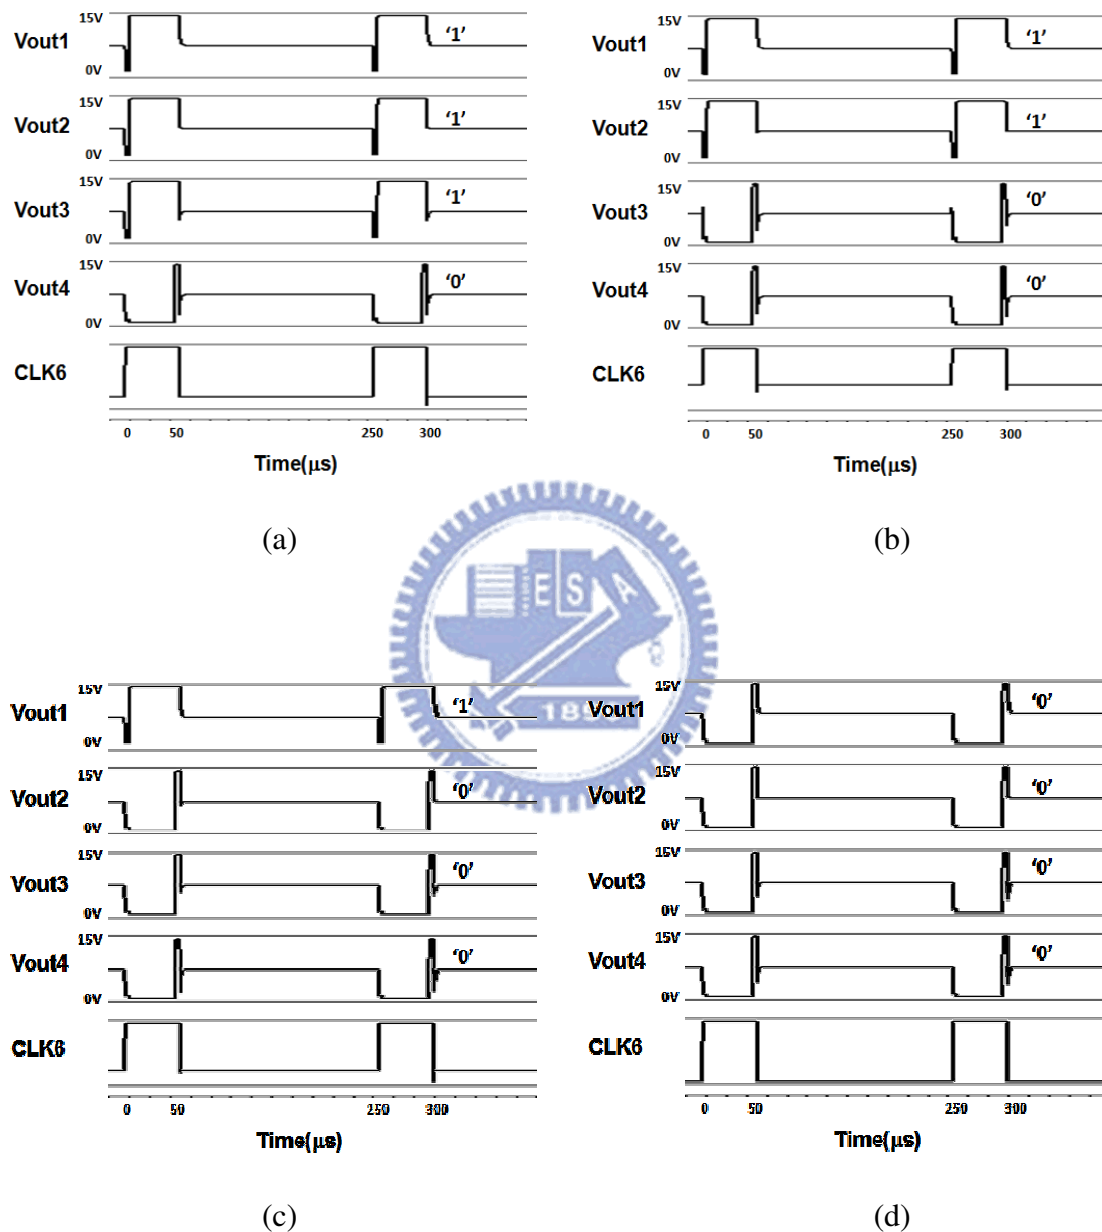 15V
Vout1
'1'
0V
15V
Vout2
'1'
0V
15V
Vout3
'1'
0V
15V
Vout4
'0'
0V
CLK6
0 50 250 300
Time(μs)
(a)
15V
Vout1
'1'
0V
15V
Vout2
'1'
0V
15V
Vout3
'0'
0V
15V
Vout4
'0'
0V
CLK6
0 50 250 300
Time(μs)
(b)
E S A
15V
Vout1
'1'
0V
15V
Vout2
'0'
0V
15V
Vout3
'0'
0V
15V
Vout4
'0'
0V
CLK6
0 50 250 300
Time(μs)
(c)
15V
Vout1
'0'
0V
15V
Vout2
'0'
0V
15V
Vout3
'0'
0V
15V
Vout4
'0'
0V
CLK6
0 50 250 300
Time(μs)
(d)